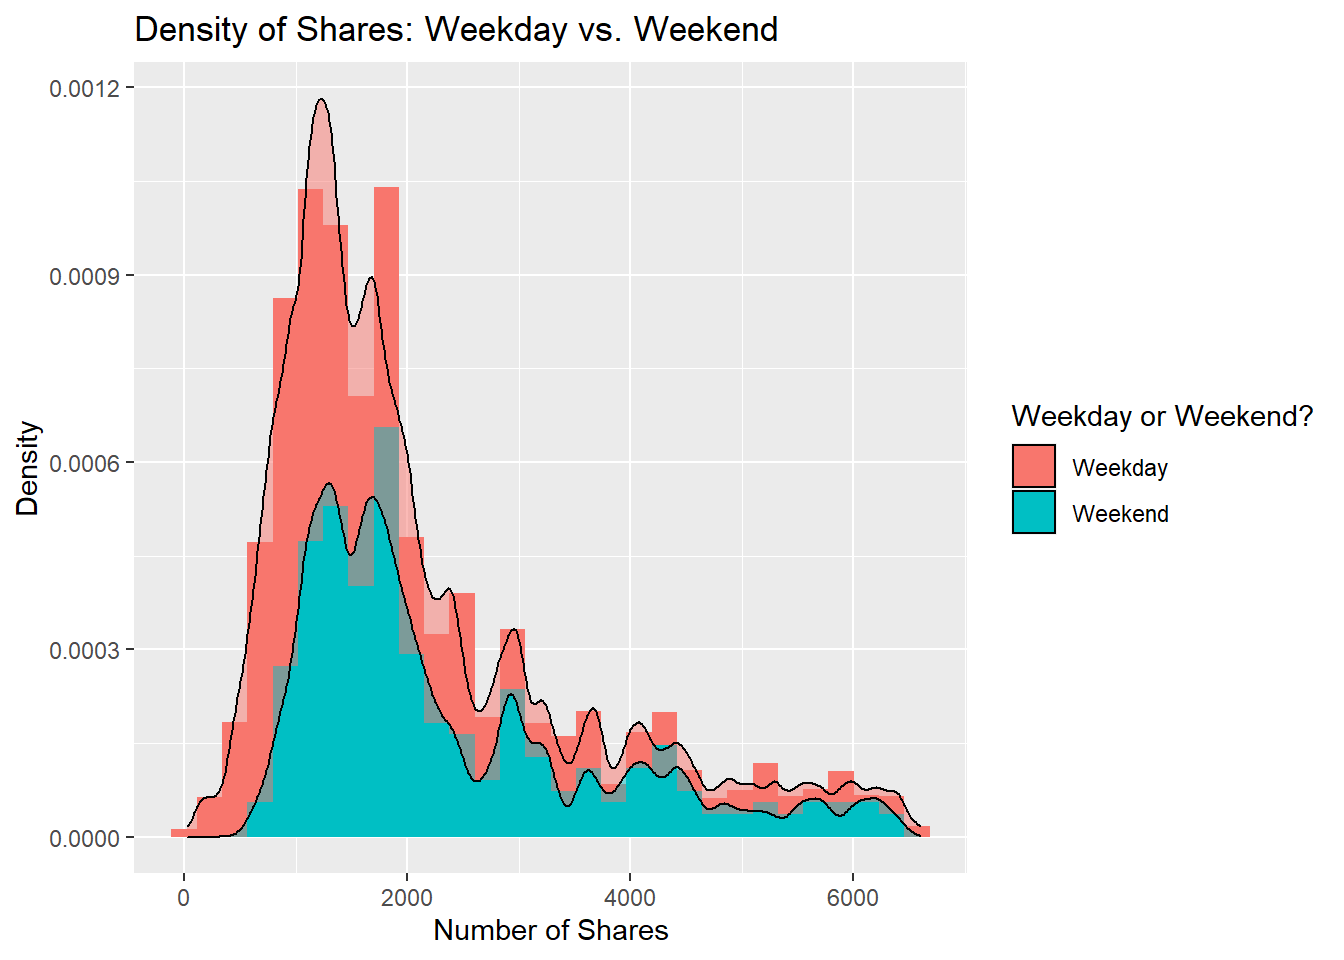 Density of Shares: Weekday vs. Weekend
0.0012
0.0009
0.0006
0.0003
0.0000
Density
0 2000 4000 6000
Number of Shares
Weekday or Weekend?
Weekday
Weekend